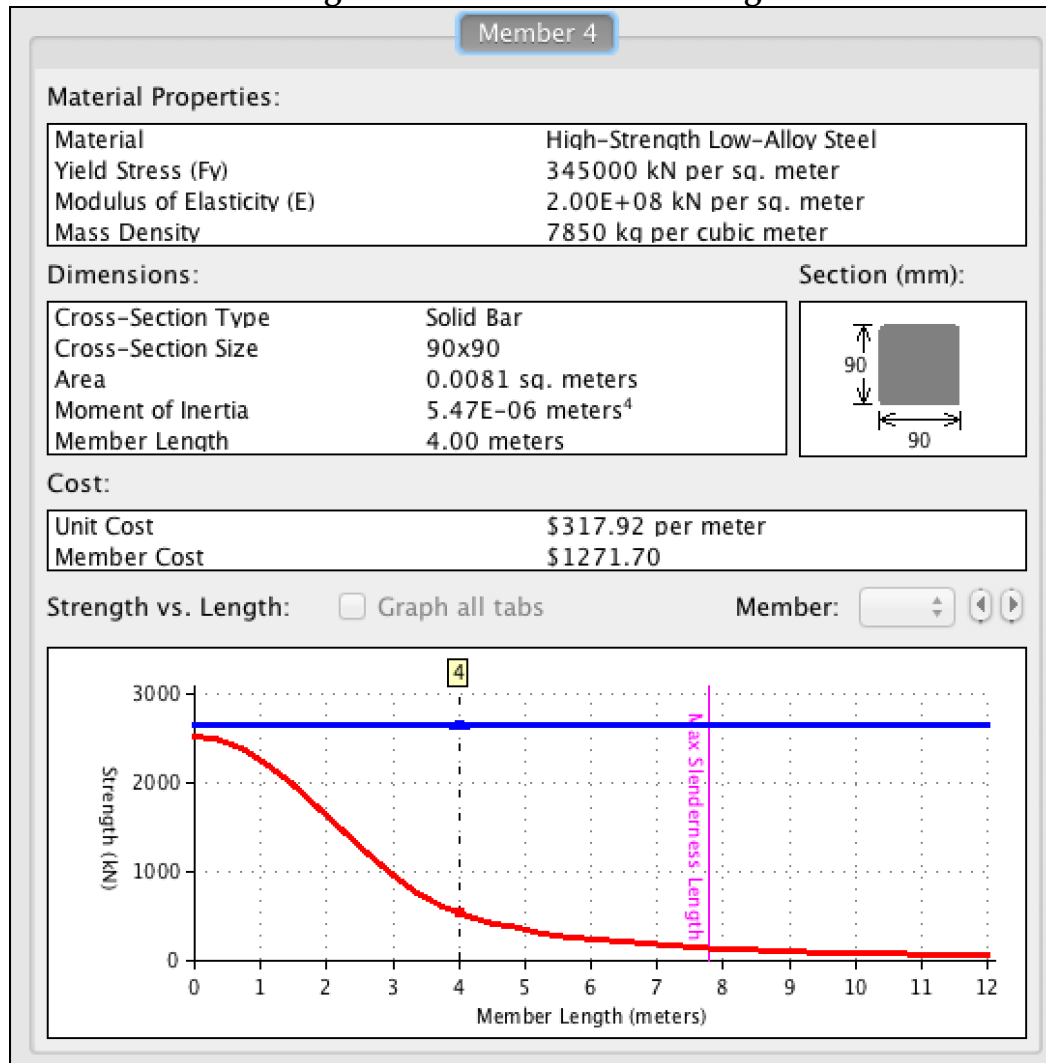 Member 4
Material Properties:
Material High-Strength Low-Alloy Steel
Yield Stress (Fy) 345000 kN per sq. meter
Modulus of Elasticity (E) 2.00E+08 kN per sq. meter
Mass Density 7850 kg per cubic meter
Dimensions: Section (mm):
Cross-Section Type Solid Bar
Cross-Section Size 90x90
Area 0.0081 sq. meters
Moment of Inertia 5.47E-06 meters⁴
Member Length 4.00 meters
90
90
Cost:
Unit Cost $317.92 per meter
Member Cost $1271.70
Strength vs. Length: Graph all tabs Member:
4
3000
2000
1000
0
Strength (kN)
Max Slenderness Length
0 1 2 3 4 5 6 7 8 9 10 11 12
Member Length (meters)